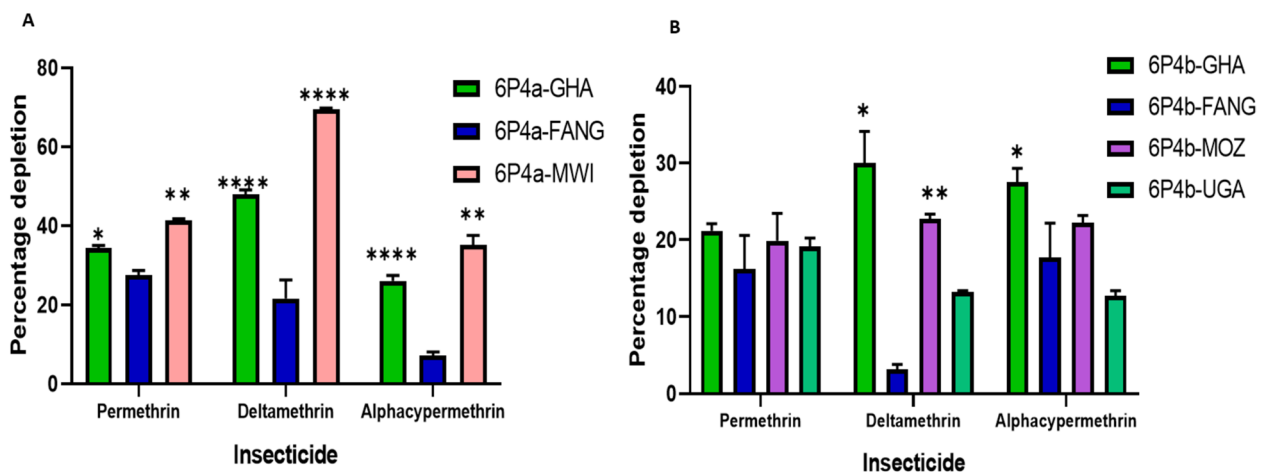 A
Percentage depletion
80
60
40
20
0
*
**
****
****
****
**
6P4a-GHA
6P4a-FANG
6P4a-MWI
Permethrin
Deltamethrin
Alphacypermethrin
Insecticide
B
Percentage depletion
40
30
20
10
0
*
**
*
6P4b-GHA
6P4b-FANG
6P4b-MOZ
6P4b-UGA
Permethrin
Deltamethrin
Alphacypermethrin
Insecticide